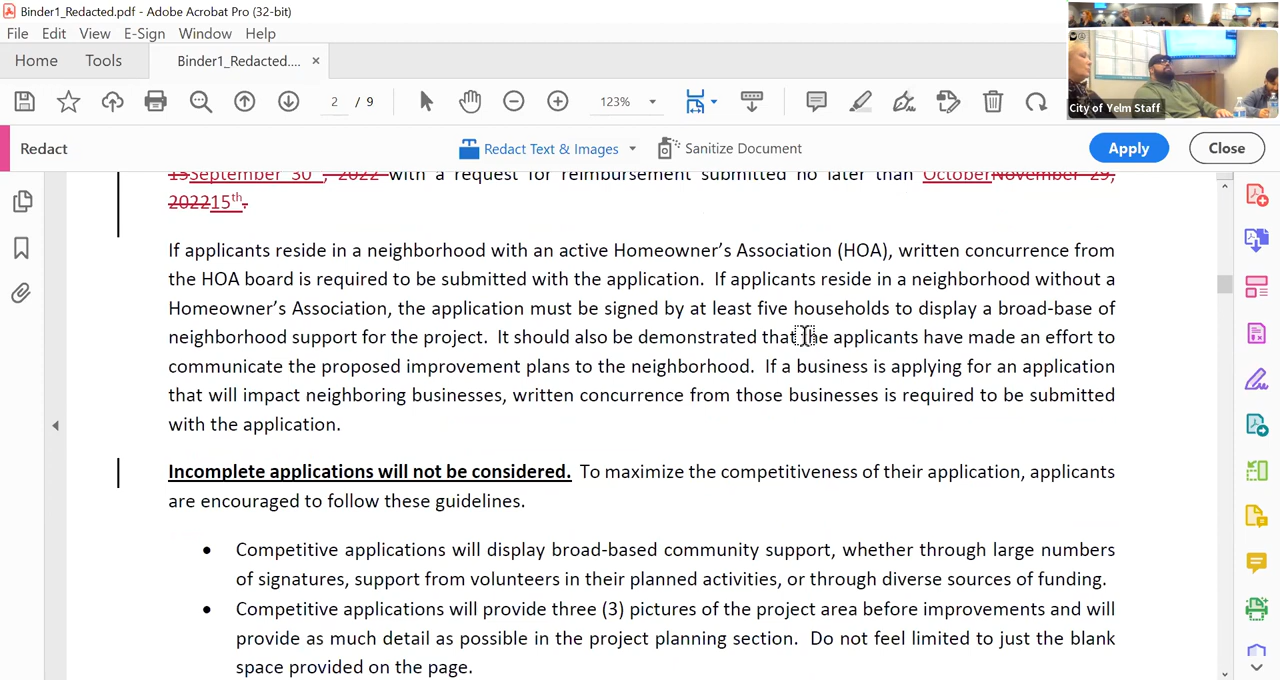 Binder1_Redacted.pdf - Adobe Acrobat Pro (32-bit)
File Edit View E-Sign Window Help
Home Tools Binder1_Redacted.... ×
2 / 9 123%
City of Yelm Staff
Redact Redact Text & Images Sanitize Document Apply Close
19September 30 , 2022 with a request for reimbursement submitted no later than OctoberNovember 29,
202215th.
If applicants reside in a neighborhood with an active Homeowner's Association (HOA), written concurrence from
the HOA board is required to be submitted with the application. If applicants reside in a neighborhood without a
Homeowner's Association, the application must be signed by at least five households to display a broad-base of
neighborhood support for the project. It should also be demonstrated that the applicants have made an effort to
communicate the proposed improvement plans to the neighborhood. If a business is applying for an application
that will impact neighboring businesses, written concurrence from those businesses is required to be submitted
with the application.
Incomplete applications will not be considered. To maximize the competitiveness of their application, applicants
are encouraged to follow these guidelines.
• Competitive applications will display broad-based community support, whether through large numbers
of signatures, support from volunteers in their planned activities, or through diverse sources of funding.
• Competitive applications will provide three (3) pictures of the project area before improvements and will
provide as much detail as possible in the project planning section. Do not feel limited to just the blank
space provided on the page.